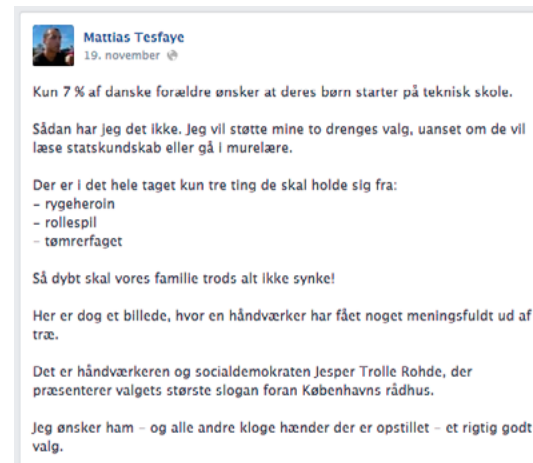 Mattias Tesfaye
19. november
Kun 7 % af danske forældre ønsker at deres børn starter på teknisk skole.
Sådan har jeg det ikke. Jeg vil støtte mine to drenges valg, uanset om de vil
læse statskundskab eller gå i murelære.
Der er i det hele taget kun tre ting de skal holde sig fra:
- rygeheroin
- rollespil
- tømrerfaget
Så dybt skal vores familie trods alt ikke synke!
Her er dog et billede, hvor en håndværker har fået noget meningsfuldt ud af
træ.
Det er håndværkeren og socialdemokraten Jesper Trolle Rohde, der
præsenterer valgets største slogan foran Københavns rådhus.
Jeg ønsker ham – og alle andre kloge hænder der er opstillet – et rigtig godt
valg.